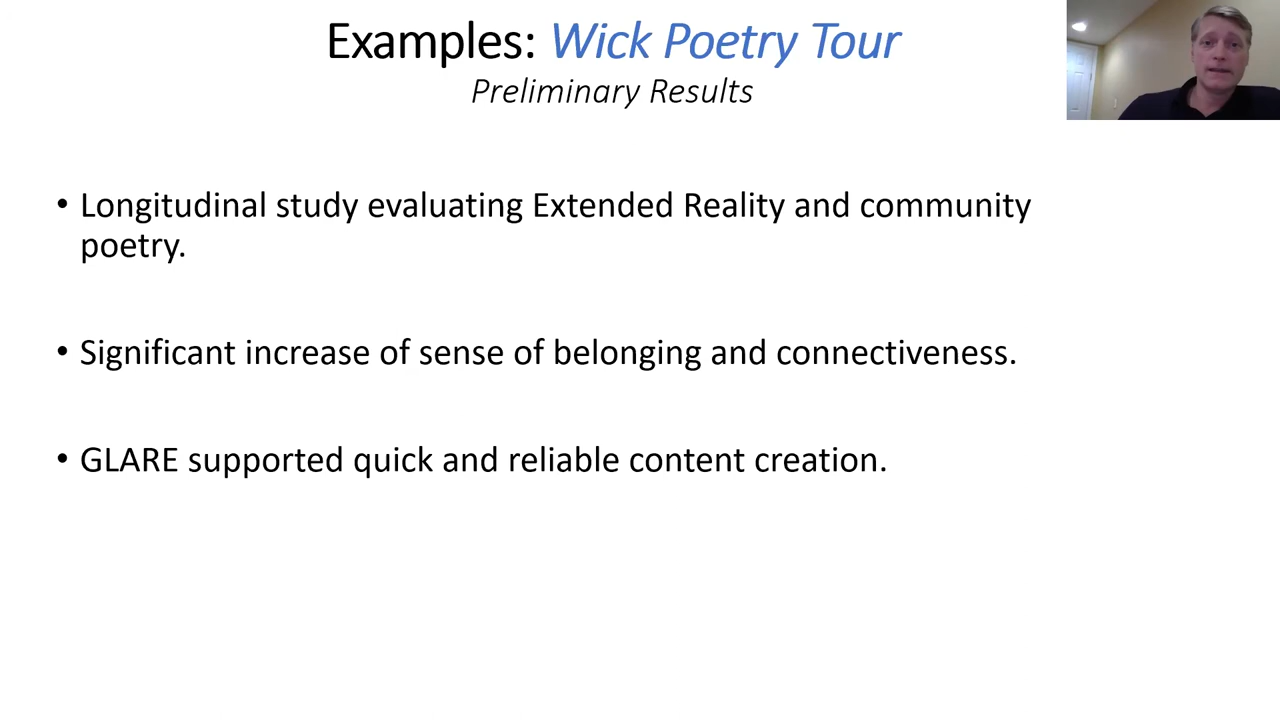 Examples: Wick Poetry Tour
Preliminary Results
• Longitudinal study evaluating Extended Reality and community
poetry.
• Significant increase of sense of belonging and connectiveness.
• GLARE supported quick and reliable content creation.